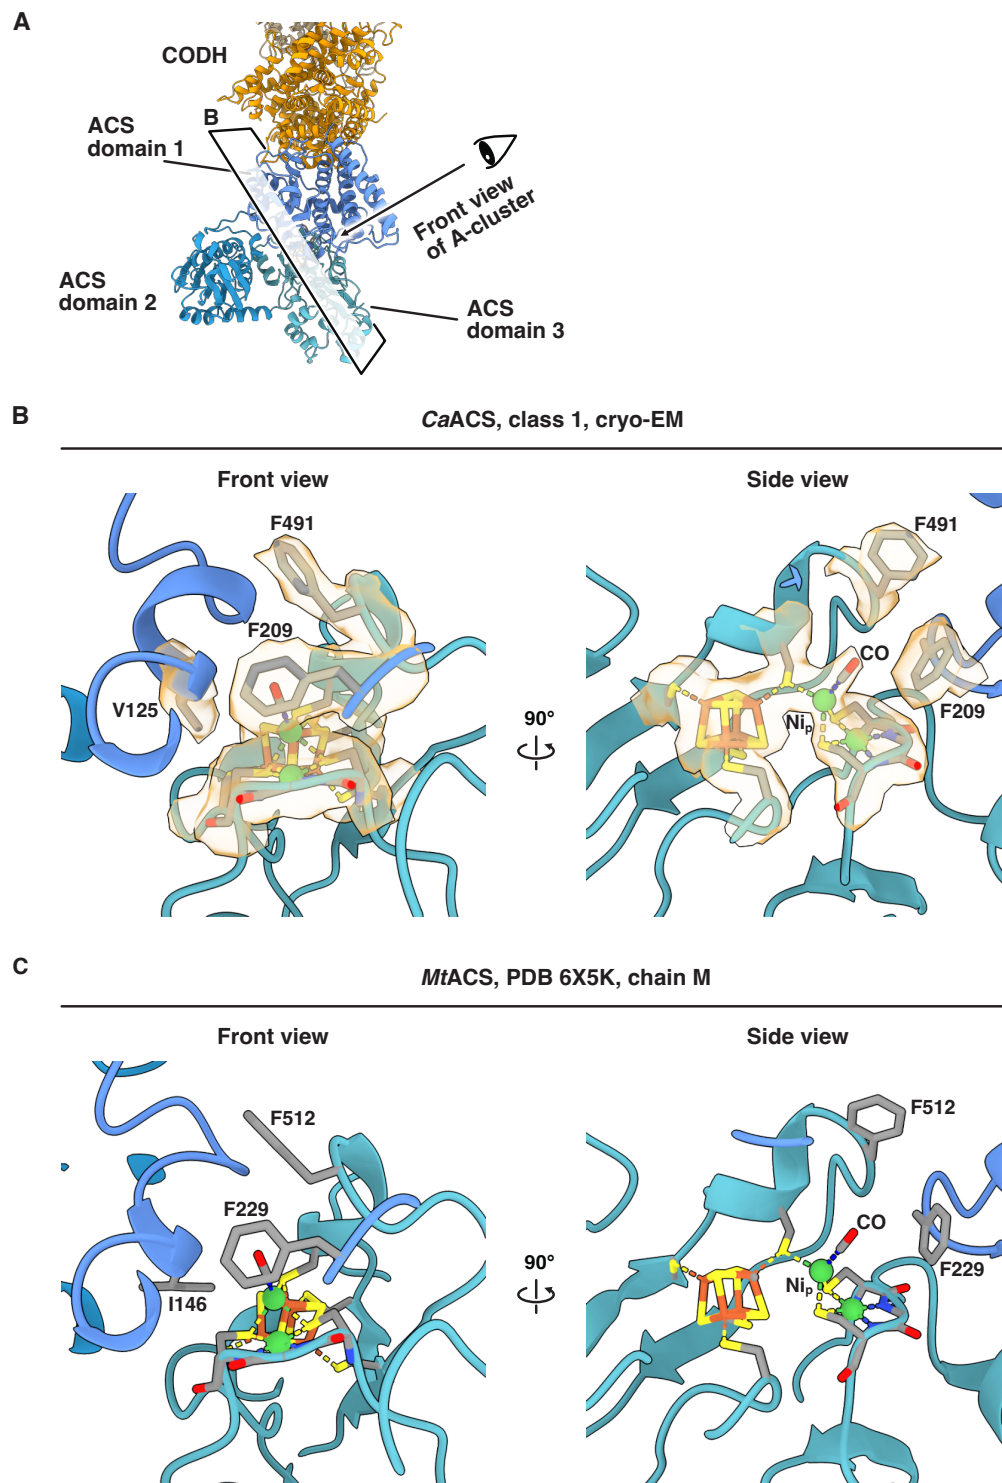 A
CODH
B
ACS
domain 1
Front view
of A-cluster
ACS
domain 2
ACS
domain 3
B
CaACS, class 1, cryo-EM
Front view
Side view
F491
F209
V125
90°
F491
CO
Nip
F209
C
MtACS, PDB 6X5K, chain M
Front view
Side view
F512
F229
I146
90°
F512
CO
Nip
F229